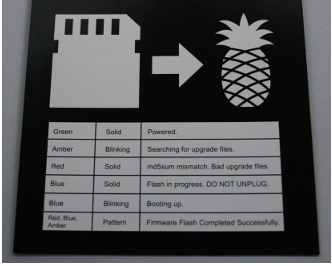 Green Solid Powered.
Amber Blinking Searching for upgrade files.
Red Solid md5sum mismatch. Bad upgrade files.
Blue Solid Flash in progress. DO NOT UNPLUG.
Blue Blinking Booting up.
Red, Blue, Amber Pattern Firmware Flash Completed Successfully.